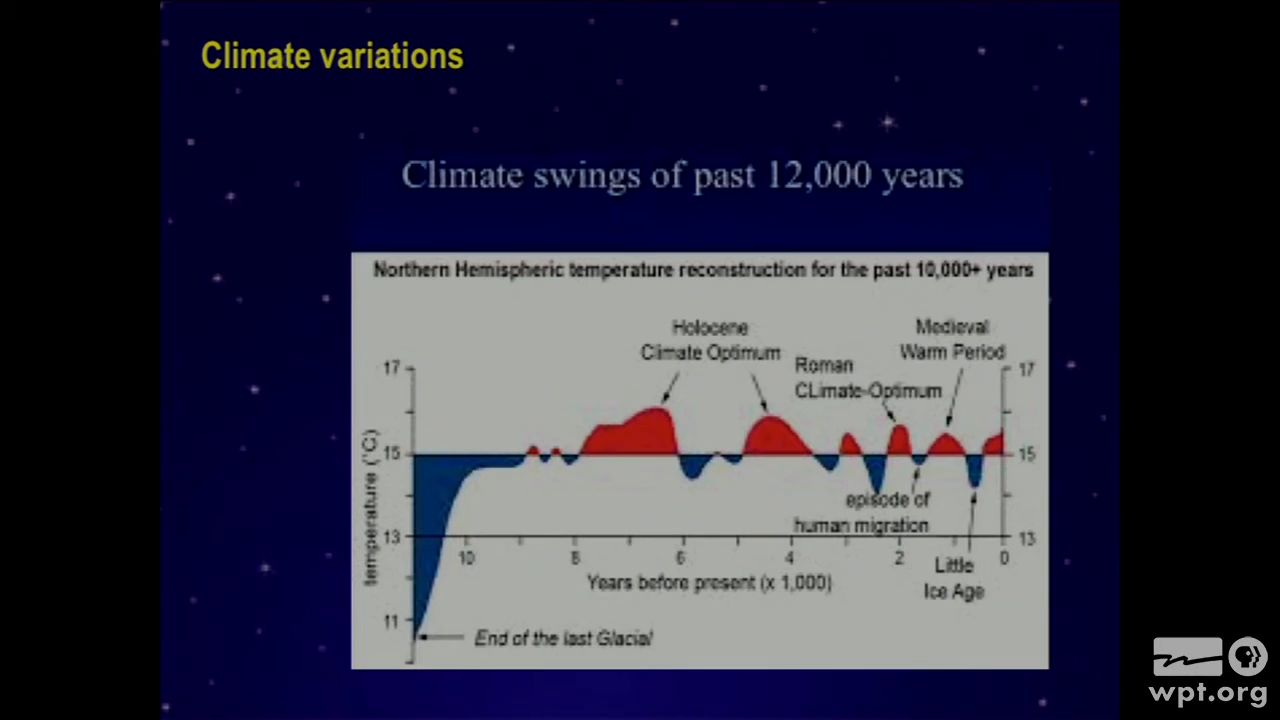 Climate variations
Climate swings of past 12,000 years
Northern Hemispheric temperature reconstruction for the past 10,000+ years
Holocene
Climate Optimum
Medieval
Warm Period
Roman
CLimate-Optimum
17
17
15
15
episode of
human migration
13
13
temperature (°C)
10
8
6
4
2
0
Years before present (x 1,000)
Little
Ice Age
11
End of the last Glacial
wpt.org